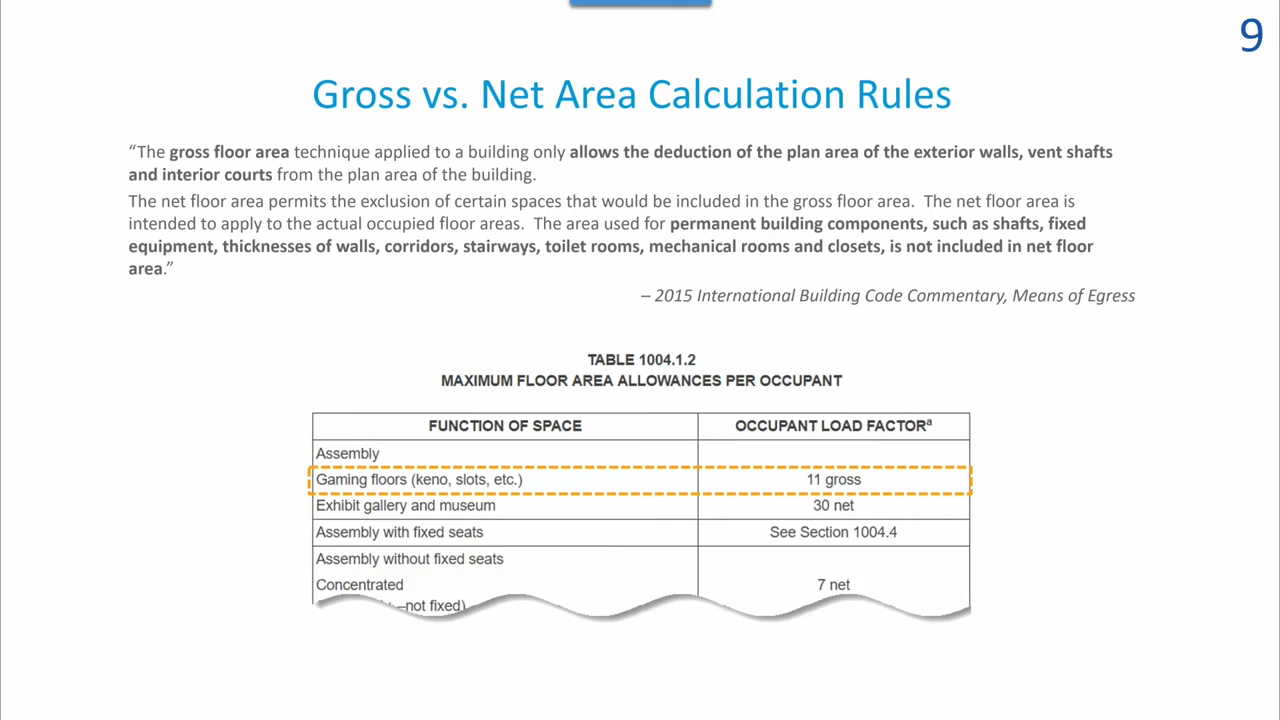 9
Gross vs. Net Area Calculation Rules
“The gross floor area technique applied to a building only allows the deduction of the plan area of the exterior walls, vent shafts
and interior courts from the plan area of the building.
The net floor area permits the exclusion of certain spaces that would be included in the gross floor area.  The net floor area is
intended to apply to the actual occupied floor areas.  The area used for permanent building components, such as shafts, fixed
equipment, thicknesses of walls, corridors, stairways, toilet rooms, mechanical rooms and closets, is not included in net floor
area.”
– 2015 International Building Code Commentary, Means of Egress
TABLE 1004.1.2
MAXIMUM FLOOR AREA ALLOWANCES PER OCCUPANT
FUNCTION OF SPACE OCCUPANT LOAD FACTORᵃ
Assembly
Gaming floors (keno, slots, etc.) 11 gross
Exhibit gallery and museum 30 net
Assembly with fixed seats See Section 1004.4
Assembly without fixed seats
Concentrated 7 net
—not fixed)